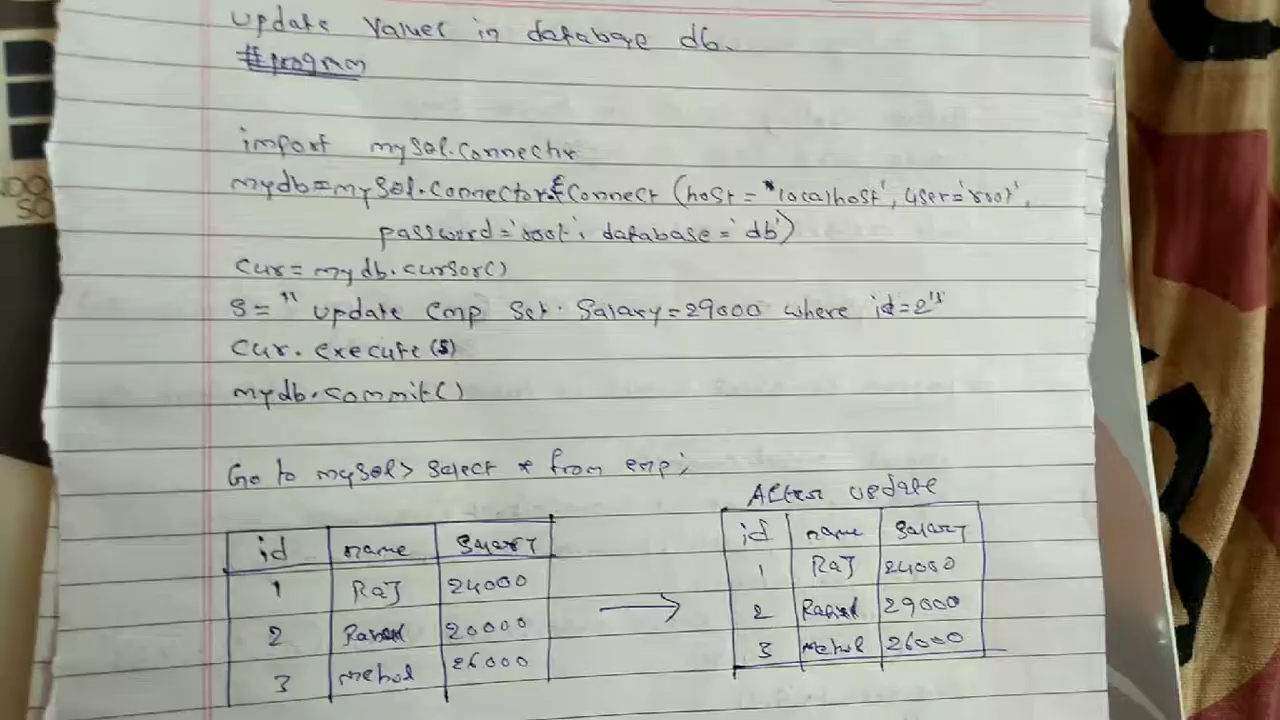 update values in database db.
#program
import mysql.connector
mydb=mysql.connector.connect (host="localhost', user='root',
password='root', database='db')
cur=mydb.cursor()
s="update emp set salary=29000 where id=2"
cur.execute(s)
mydb.commit()
Go to mysql> select * from emp;
id name salary
1 Raj 24000
2 20000
3 mehul 26000
After update
id name salary
1 Raj 24000
2 29000
3 mehul 26000
DO
SO